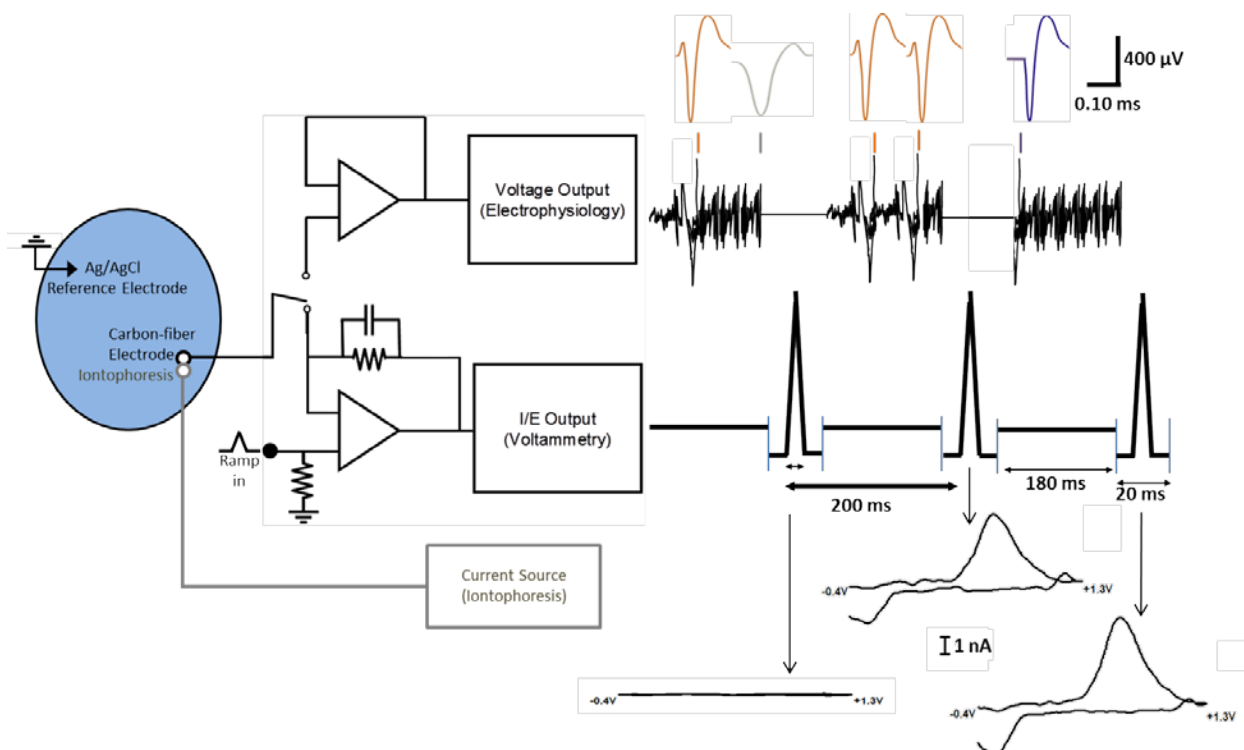 400 µV
0.10 ms
Voltage Output
(Electrophysiology)
Ag/AgCl
Reference Electrode
Carbon-fiber
Electrode
Iontophoresis
I/E Output
(Voltammetry)
Ramp
in
180 ms
20 ms
200 ms
Current Source
(Iontophoresis)
-0.4V
+1.3V
1 nA
-0.4V
+1.3V
-0.4V
+1.3V